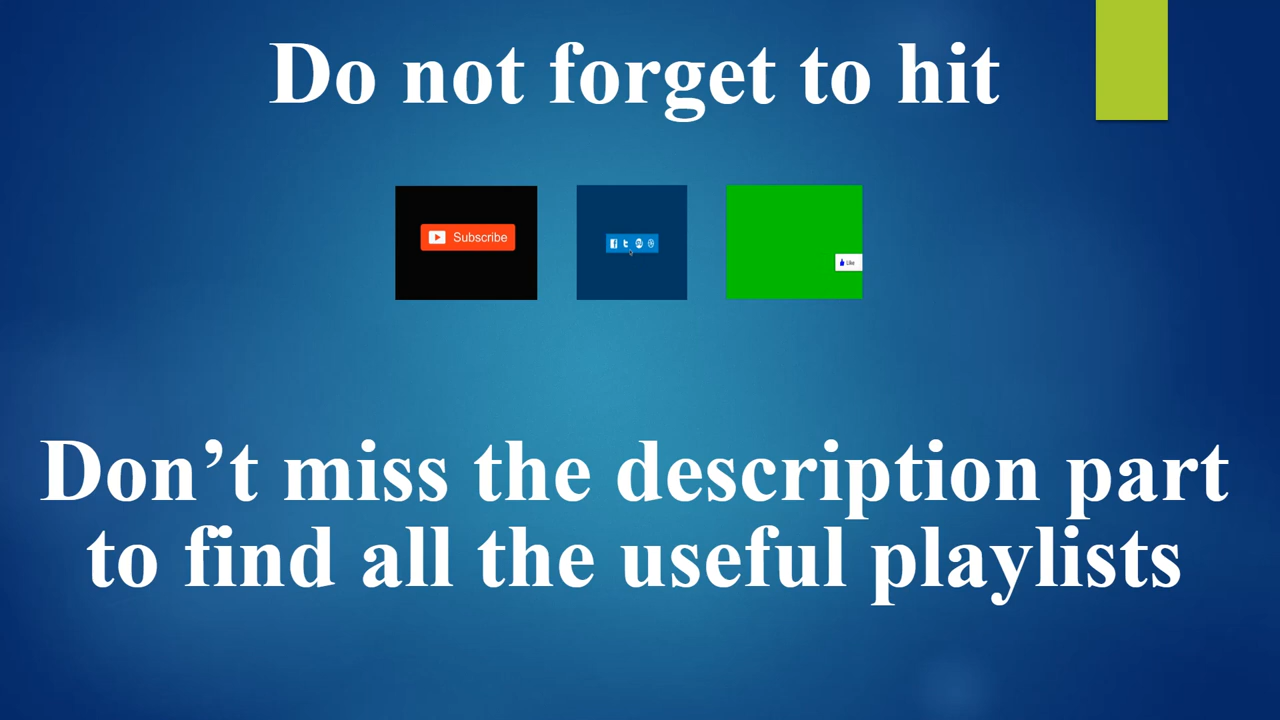 Do not forget to hit
Subscribe
Like
Don’t miss the description part
to find all the useful playlists